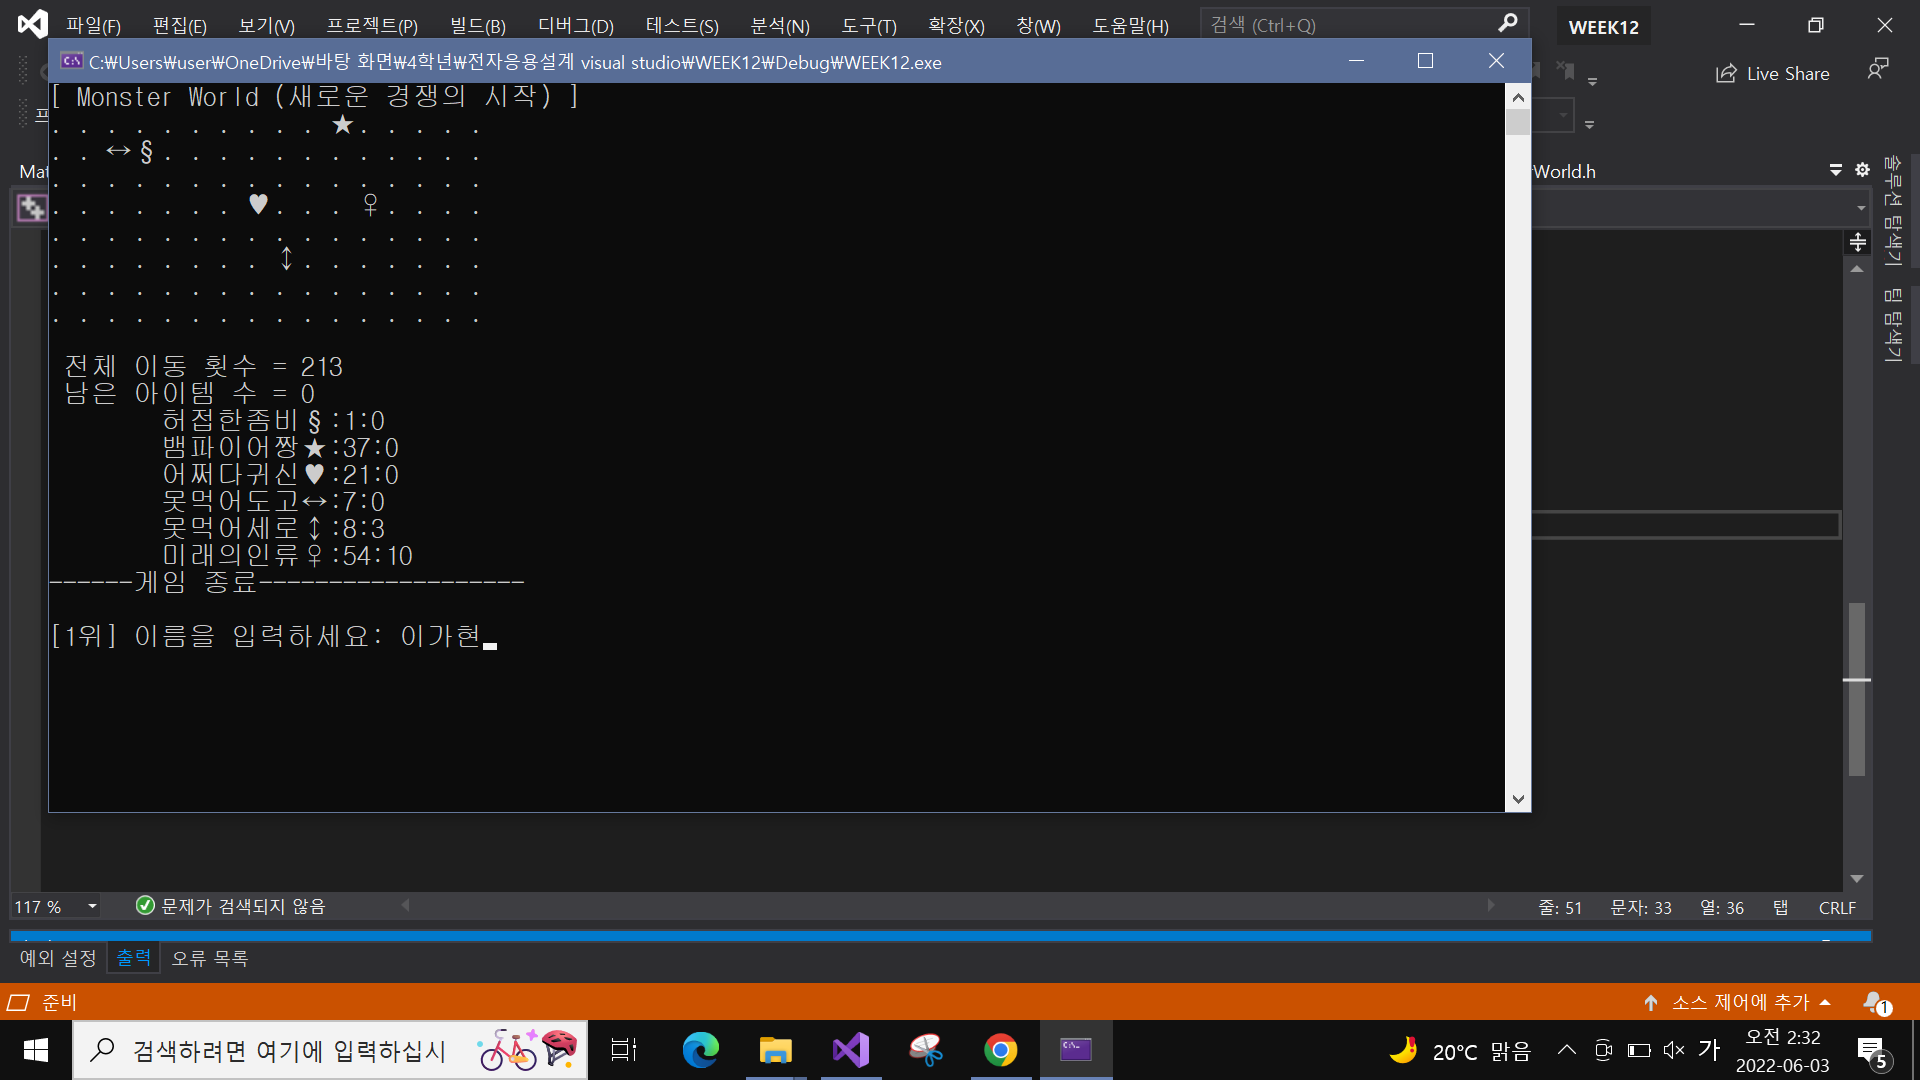 파일(F) 편집(E) 보기(V) 프로젝트(P) 빌드(B) 디버그(D) 테스트(S) 분석(N) 도구(T) 확장(X) 창(W) 도움말(H) 검색 (Ctrl+Q) WEEK12
C:₩Users₩user₩OneDrive₩바탕 화면₩4학년₩전자응용설계 visual studio₩WEEK12₩Debug₩WEEK12.exe
Live Share
[ Monster World (새로운 경쟁의 시작) ]
. . . . . . . . . . ★ . . . . .
. . ↔ § . . . . . . . . . . . .
. . . . . . . . . . . . . . . .
. . . . . . . ♥ . . . ♀ . . . .
. . . . . . . . . . . . . . . .
. . . . . . . . ↕ . . . . . . .
. . . . . . . . . . . . . . . .
. . . . . . . . . . . . . . . .
World.h
솔루션 탐색기
팀 탐색기
전체 이동 횟수 = 213
남은 아이템 수 = 0
허접한좀비§:1:0
뱀파이어짱★:37:0
어쩌다귀신♥:21:0
못먹어도고↔:7:0
못먹어세로↕:8:3
미래의인류♀:54:10
------게임 종료-------------------
[1위] 이름을 입력하세요: 이가현
117 % 문제가 검색되지 않음 줄: 51 문자: 33 열: 36 탭 CRLF
예외 설정 출력 오류 목록
준비 소스 제어에 추가 1
검색하려면 여기에 입력하십시 20℃ 맑음 가 오전 2:32
2022-06-03 5